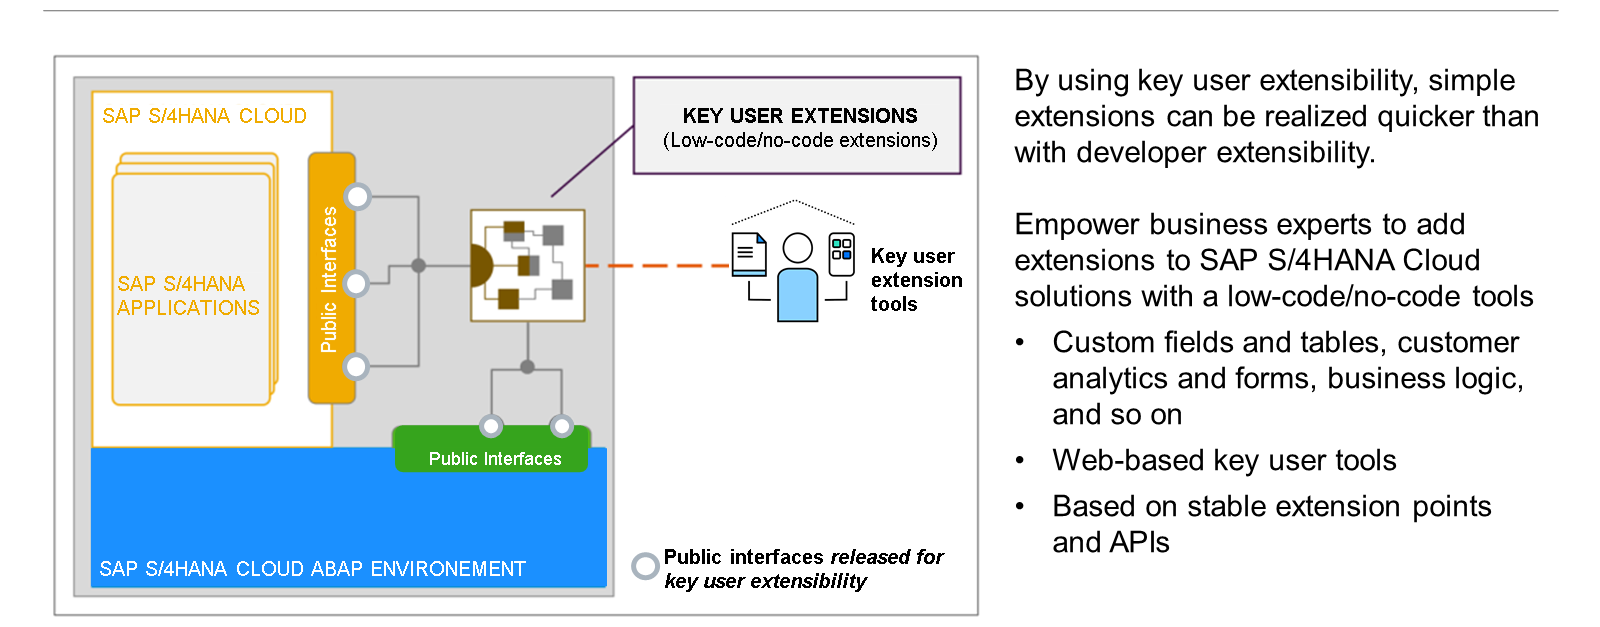 SAP S/4HANA CLOUD
SAP S/4HANA
APPLICATIONS
Public Interfaces
KEY USER EXTENSIONS
(Low-code/no-code extensions)
Key user
extension
tools
Public Interfaces
SAP S/4HANA CLOUD ABAP ENVIRONEMENT
Public interfaces released for
key user extensibility
By using key user extensibility, simple
extensions can be realized quicker than
with developer extensibility.
Empower business experts to add
extensions to SAP S/4HANA Cloud
solutions with a low-code/no-code tools
• Custom fields and tables, customer
analytics and forms, business logic,
and so on
• Web-based key user tools
• Based on stable extension points
and APIs